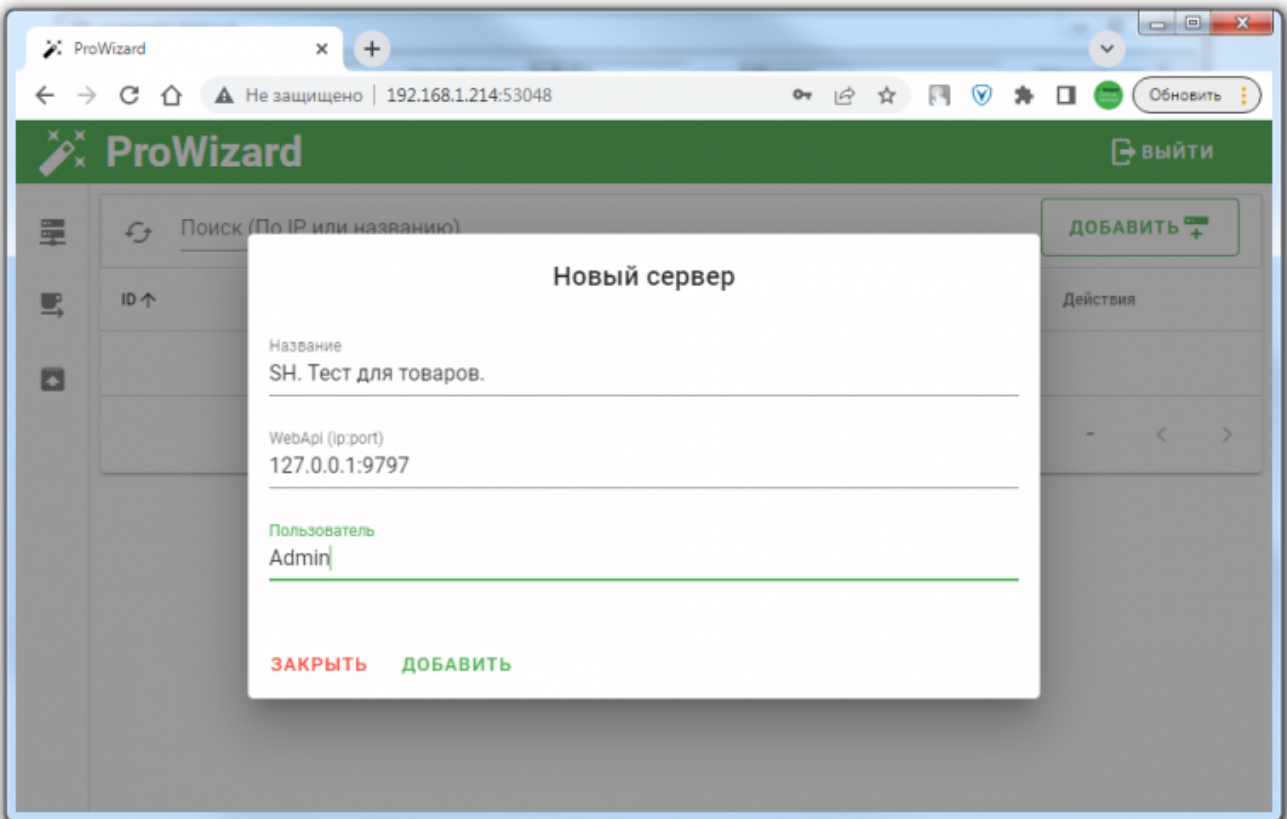 ProWizard
Не защищено 192.168.1.214:53048
Обновить
ProWizard
ВЫЙТИ
Поиск (По IP или названию)
ДОБАВИТЬ
ID
Действия
Новый сервер
Название
SH. Тест для товаров.
WebApi (ip:port)
127.0.0.1:9797
Пользователь
Admin
ЗАКРЫТЬ ДОБАВИТЬ